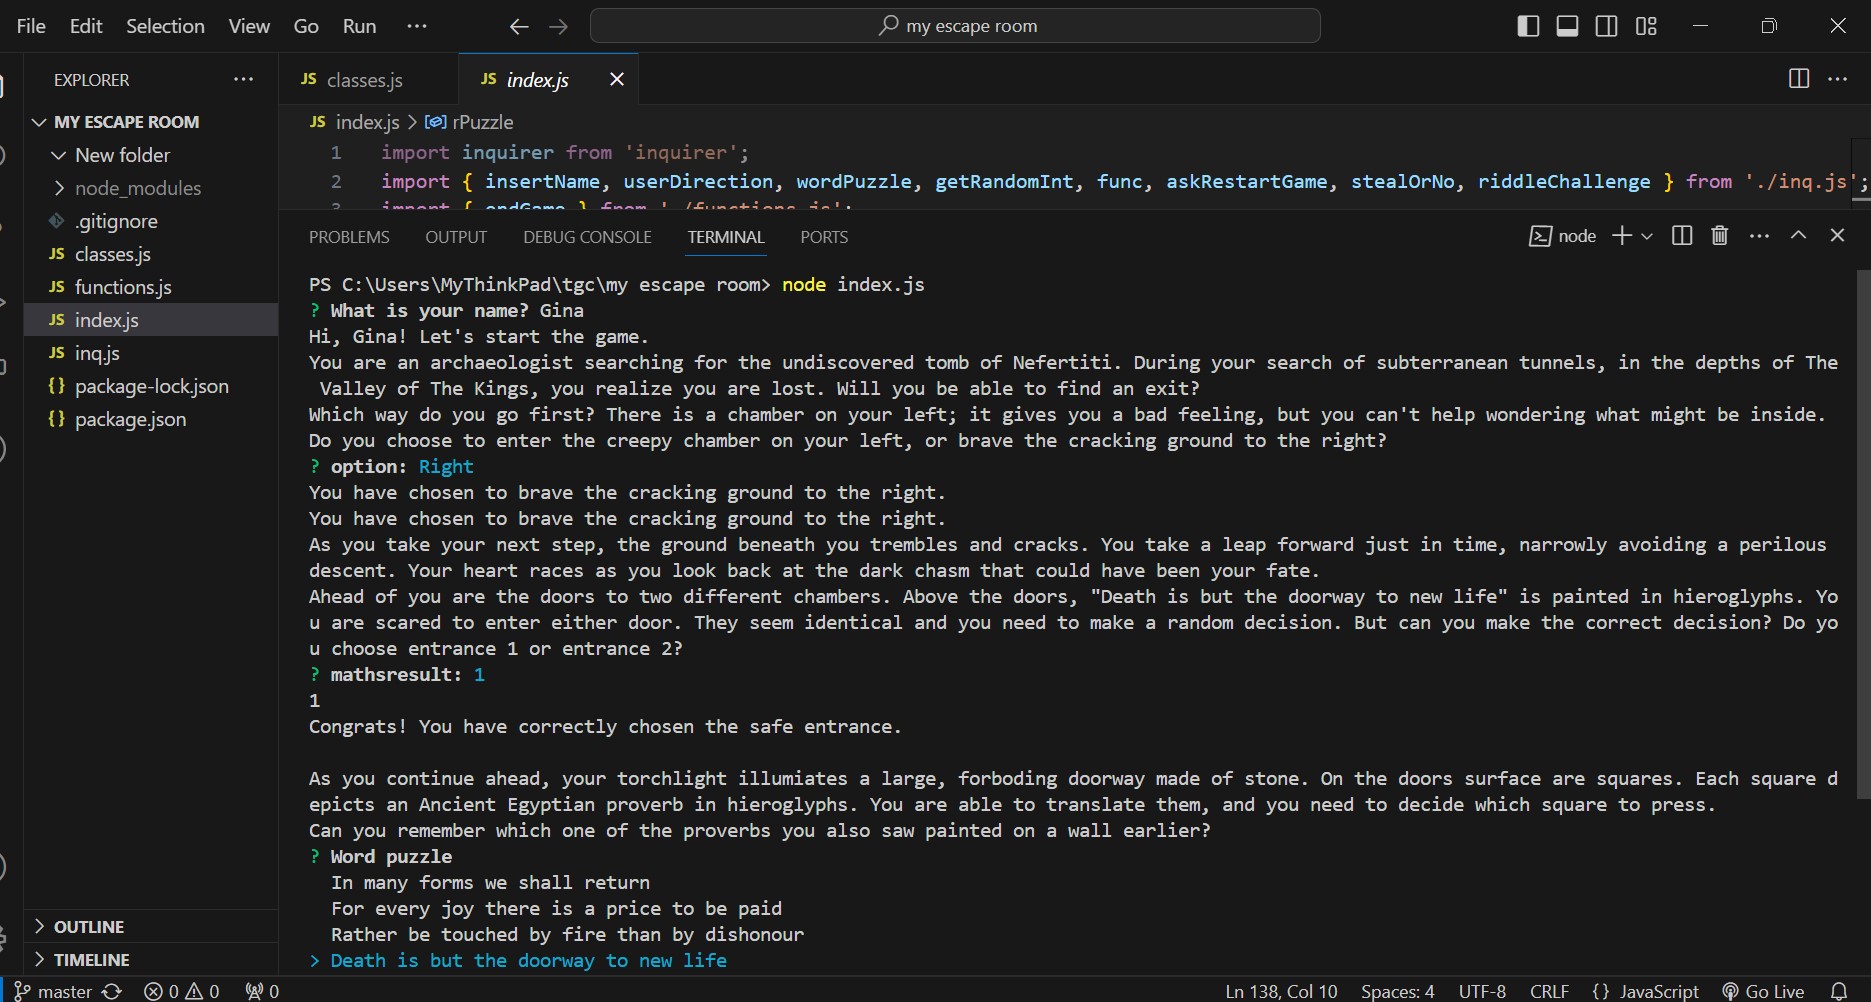 File Edit Selection View Go Run ...
my escape room
EXPLORER ...
MY ESCAPE ROOM
New folder
node_modules
.gitignore
JS classes.js
JS functions.js
JS index.js
JS inq.js
{} package-lock.json
{} package.json
OUTLINE
TIMELINE
JS classes.js JS index.js
JS index.js > rPuzzle
1 import inquirer from 'inquirer';
2 import { insertName, userDirection, wordPuzzle, getRandomInt, func, askRestartGame, stealOrNo, riddleChallenge } from './inq.js';
3 import { endGame } from './functions.js';
PROBLEMS OUTPUT DEBUG CONSOLE TERMINAL PORTS
node
PS C:\Users\MyThinkPad\tgc\my escape room> node index.js
? What is your name? Gina
Hi, Gina! Let's start the game.
You are an archaeologist searching for the undiscovered tomb of Nefertiti. During your search of subterranean tunnels, in the depths of The
Valley of The Kings, you realize you are lost. Will you be able to find an exit?
Which way do you go first? There is a chamber on your left; it gives you a bad feeling, but you can't help wondering what might be inside.
Do you choose to enter the creepy chamber on your left, or brave the cracking ground to the right?
? option: Right
You have chosen to brave the cracking ground to the right.
You have chosen to brave the cracking ground to the right.
As you take your next step, the ground beneath you trembles and cracks. You take a leap forward just in time, narrowly avoiding a perilous
descent. Your heart races as you look back at the dark chasm that could have been your fate.
Ahead of you are the doors to two different chambers. Above the doors, "Death is but the doorway to new life" is painted in hieroglyphs. Yo
u are scared to enter either door. They seem identical and you need to make a random decision. But can you make the correct decision? Do yo
u choose entrance 1 or entrance 2?
? mathsresult: 1
1
Congrats! You have correctly chosen the safe entrance.
As you continue ahead, your torchlight illumiates a large, forboding doorway made of stone. On the doors surface are squares. Each square d
epicts an Ancient Egyptian proverb in hieroglyphs. You are able to translate them, and you need to decide which square to press.
Can you remember which one of the proverbs you also saw painted on a wall earlier?
? Word puzzle
In many forms we shall return
For every joy there is a price to be paid
Rather be touched by fire than by dishonour
> Death is but the doorway to new life
master 0 0 0 Ln 138, Col 10 Spaces: 4 UTF-8 CRLF {} JavaScript Go Live